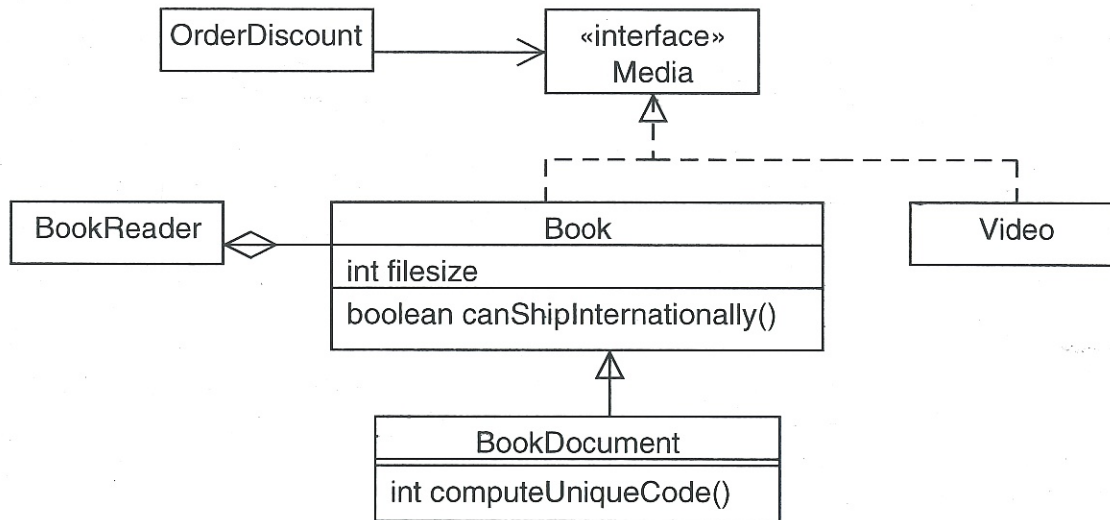 OrderDiscount
«interface»
Media
BookReader
Book
Video
int filesize
boolean canShipInternationally()
BookDocument
int computeUniqueCode()